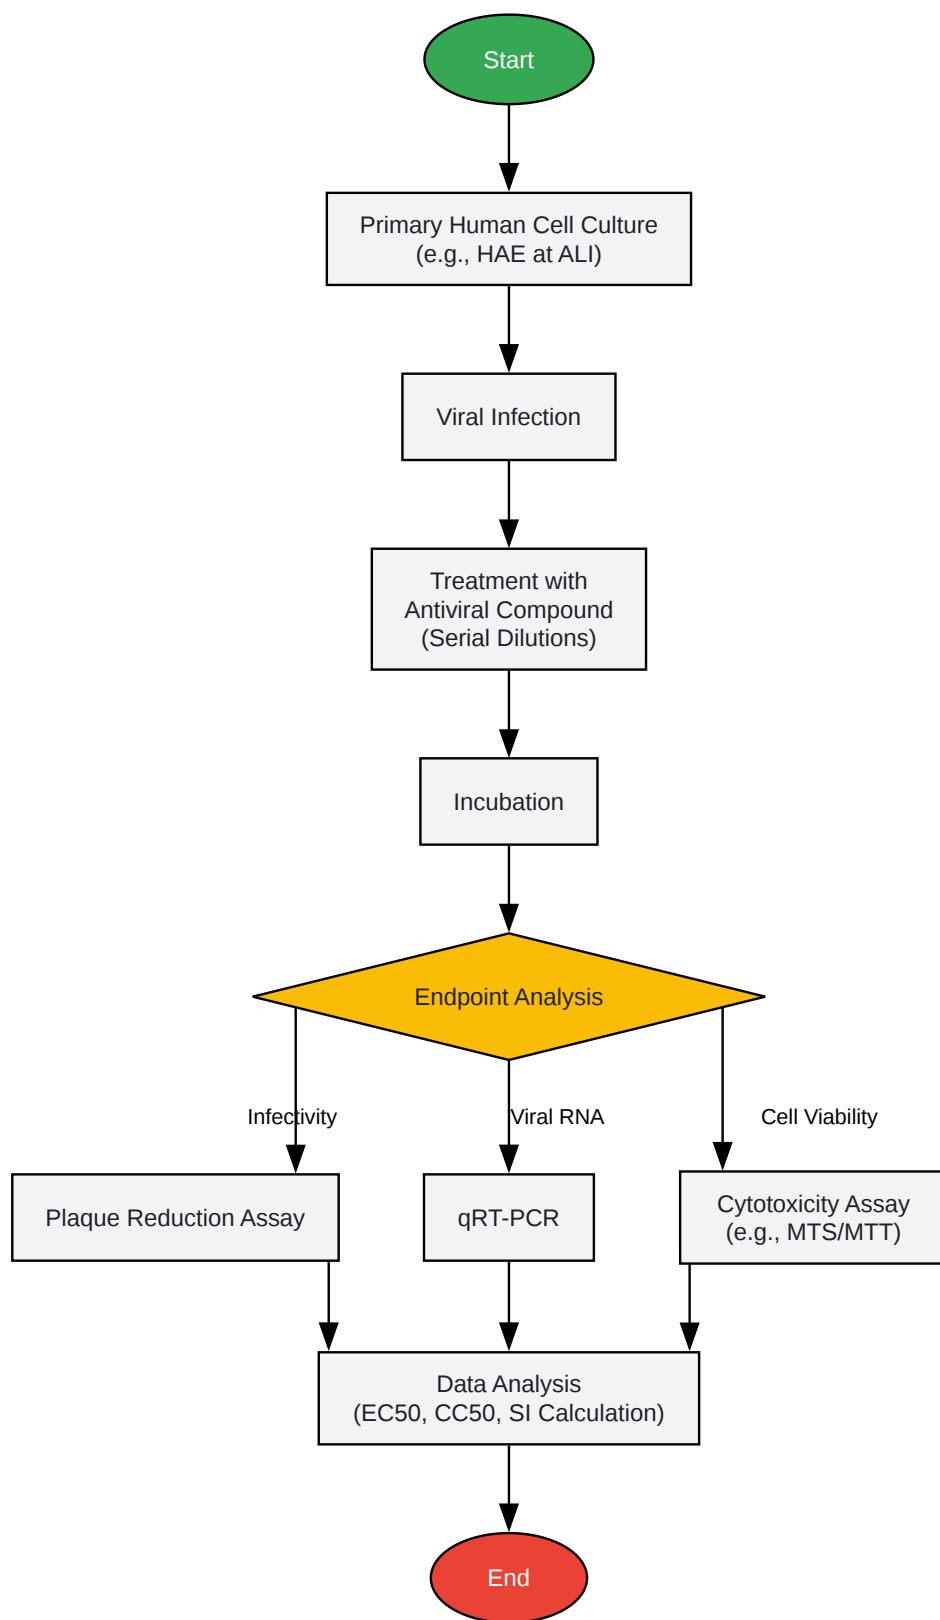 Start
Primary Human Cell Culture
(e.g., HAE at ALI)
Viral Infection
Treatment with
Antiviral Compound
(Serial Dilutions)
Incubation
Endpoint Analysis
Infectivity
Viral RNA
Cell Viability
Plaque Reduction Assay
qRT-PCR
Cytotoxicity Assay
(e.g., MTS/MTT)
Data Analysis
(EC50, CC50, SI Calculation)
End